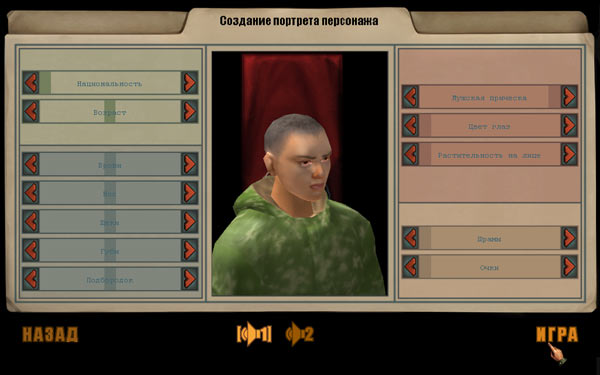 Создание портрета персонажа
Национальность
Возраст
Брови
Нос
Щеки
Губы
Подбородок
Мужская прическа
Цвет глаз
Растительность на лице
Шрамы
Очки
НАЗАД
1
2
ИГРА